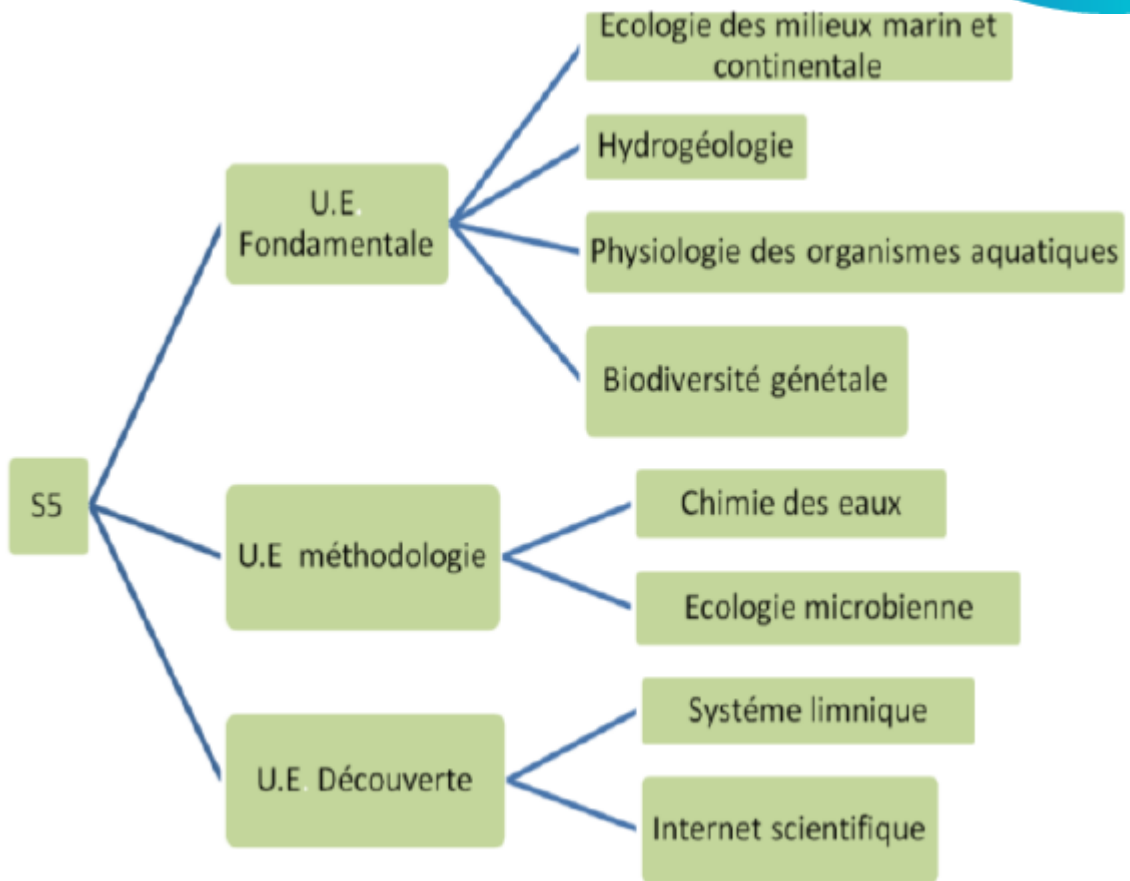 S5
U.E.
Fondamentale
Ecologie des milieux marin et
continentale
Hydrogéologie
Physiologie des organismes aquatiques
Biodiversité génétale
U.E méthodologie
Chimie des eaux
Ecologie microbienne
U.E. Découverte
Systéme limnique
Internet scientifique